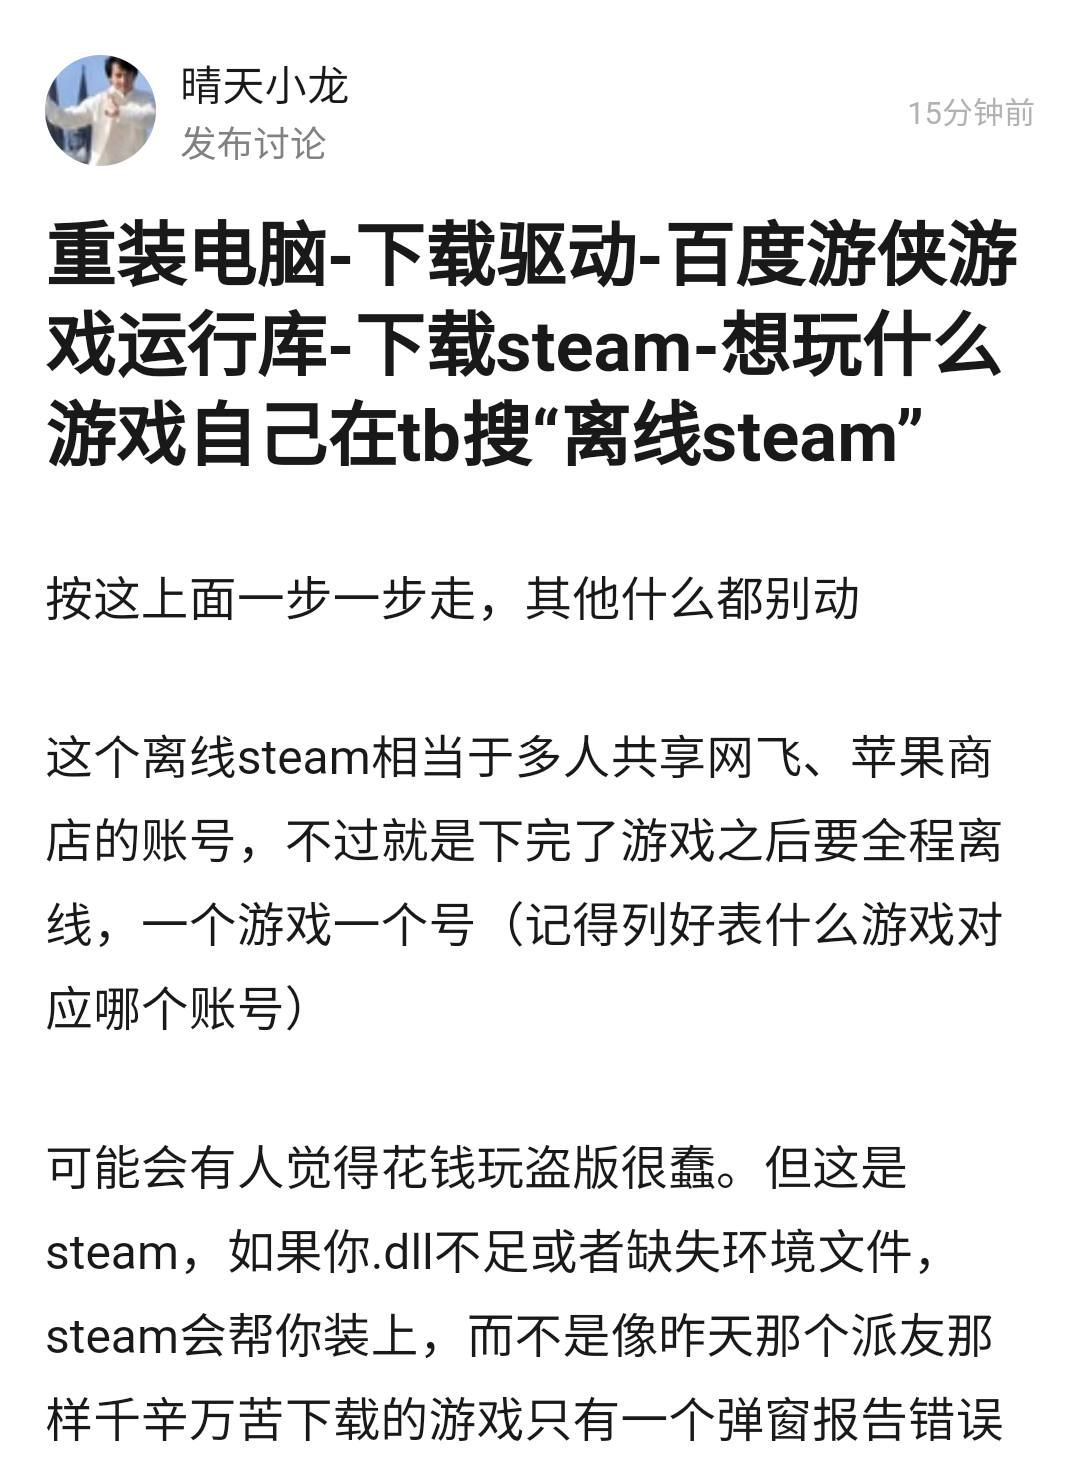 晴天小龙
发布讨论
15分钟前
重装电脑-下载驱动-百度游侠游
戏运行库-下载steam-想玩什么
游戏自己在tb搜“离线steam”
按这上面一步一步走，其他什么都别动
这个离线steam相当于多人共享网飞、苹果商
店的账号，不过就是下完了游戏之后要全程离
线，一个游戏一个号（记得列好表什么游戏对
应哪个账号）
可能会有人觉得花钱玩盗版很蠢。但这是
steam，如果你.dll不足或者缺失环境文件，
steam会帮你装上，而不是像昨天那个派友那
样千辛万苦下载的游戏只有一个弹窗报告错误